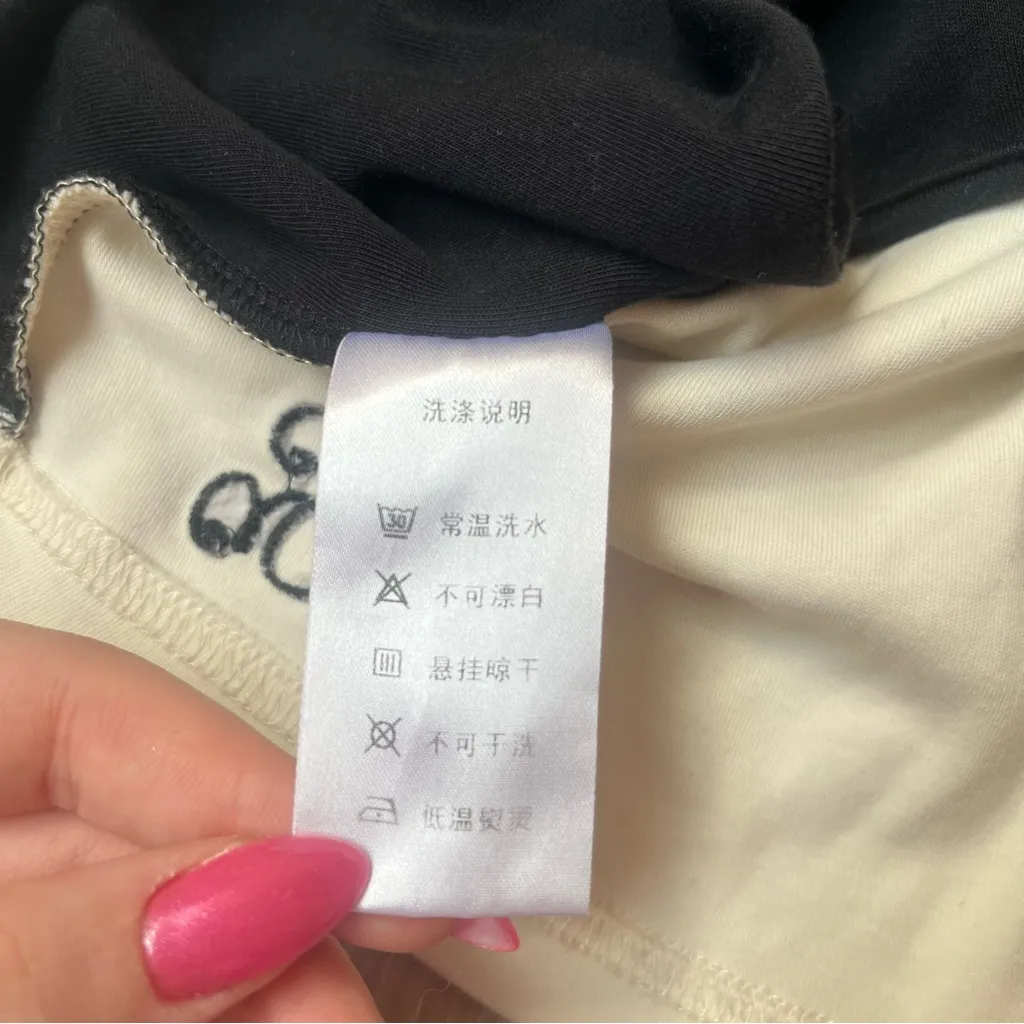 洗涤说明
30 常温洗水
不可漂白
悬挂晾干
不可干洗
低温熨烫